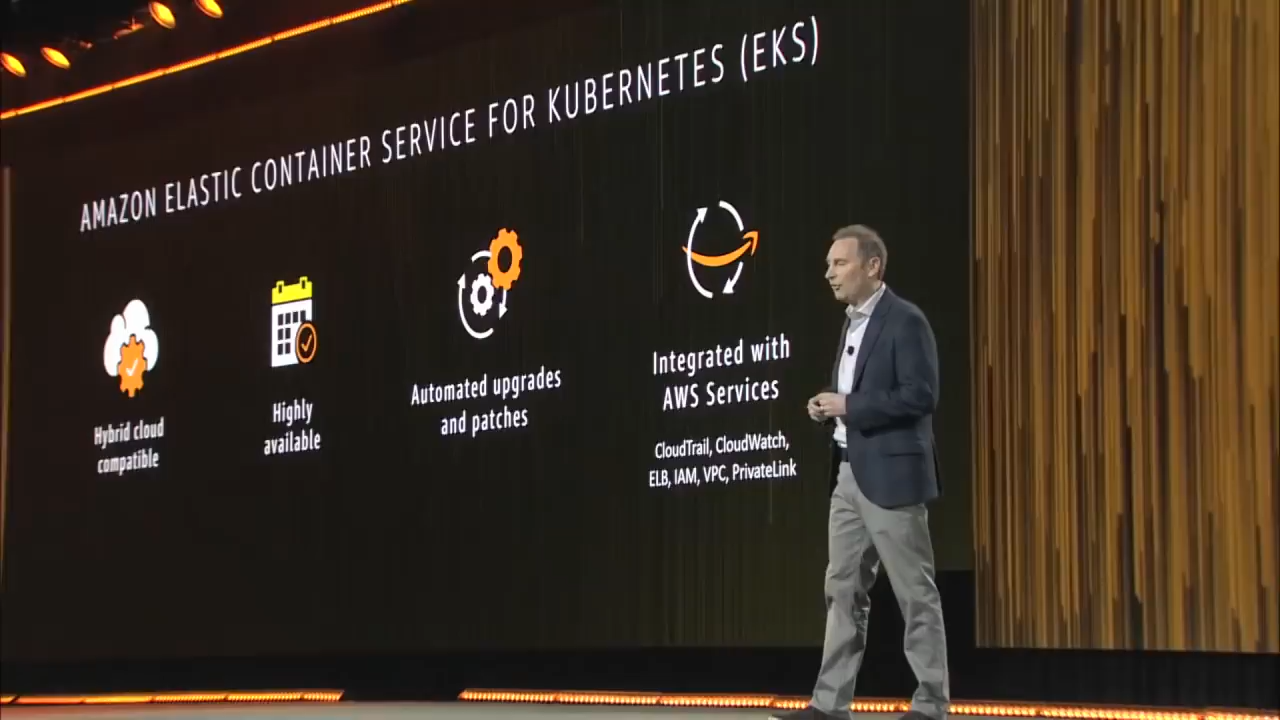 AMAZON ELASTIC CONTAINER SERVICE FOR KUBERNETES (EKS)
Hybrid cloud
compatible
Highly
available
Automated upgrades
and patches
Integrated with
AWS Services
CloudTrail, CloudWatch,
ELB, IAM, VPC, PrivateLink